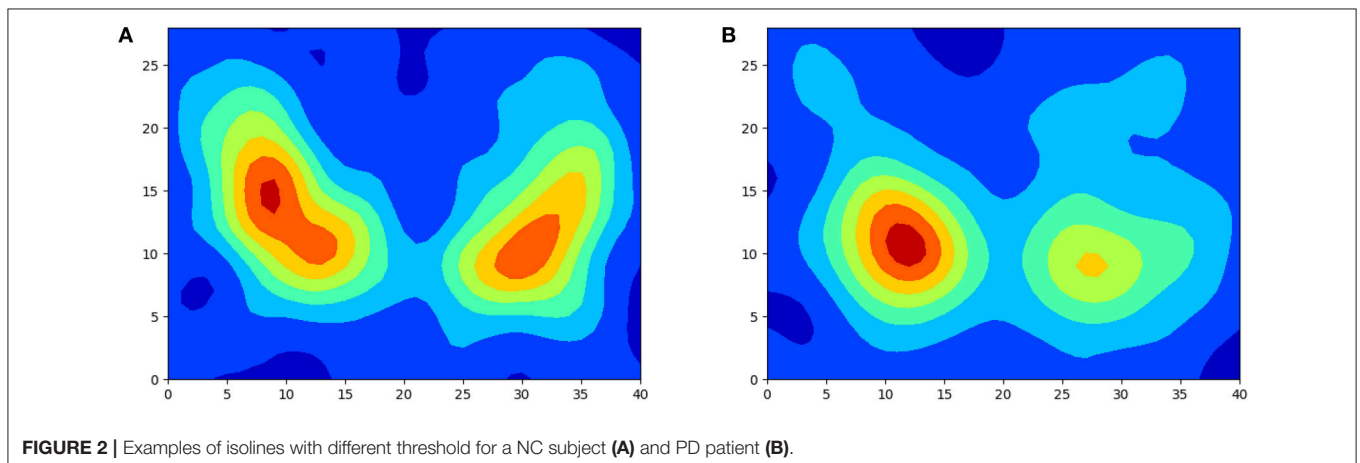 A
B
25
20
15
10
5
0
0 5 10 15 20 25 30 35 40
25
20
15
10
5
0
0 5 10 15 20 25 30 35 40
FIGURE 2 | Examples of isolines with different threshold for a NC subject (A) and PD patient (B).